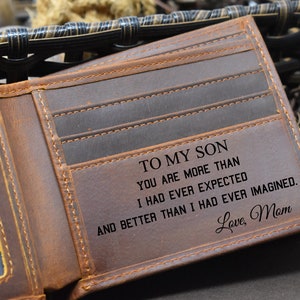 TO MY SON
YOU ARE MORE THAN
I HAD EVER EXPECTED
AND BETTER THAN I HAD EVER IMAGINED.
Love, Mom